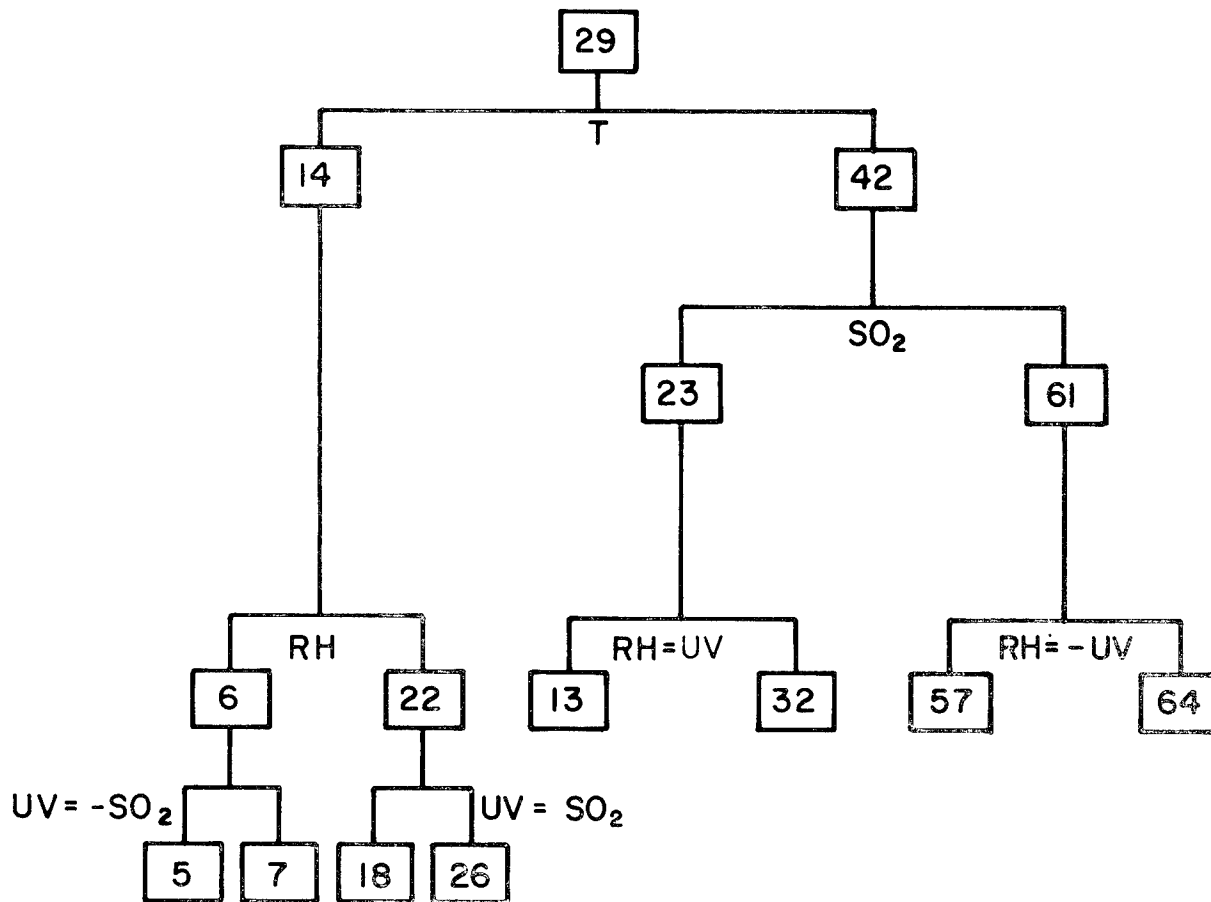 29
T
14
42
SO₂
23
61
RH
RH=UV
RH=-UV
6
22
13
32
57
64
UV = -SO₂
UV = SO₂
5
7
18
26